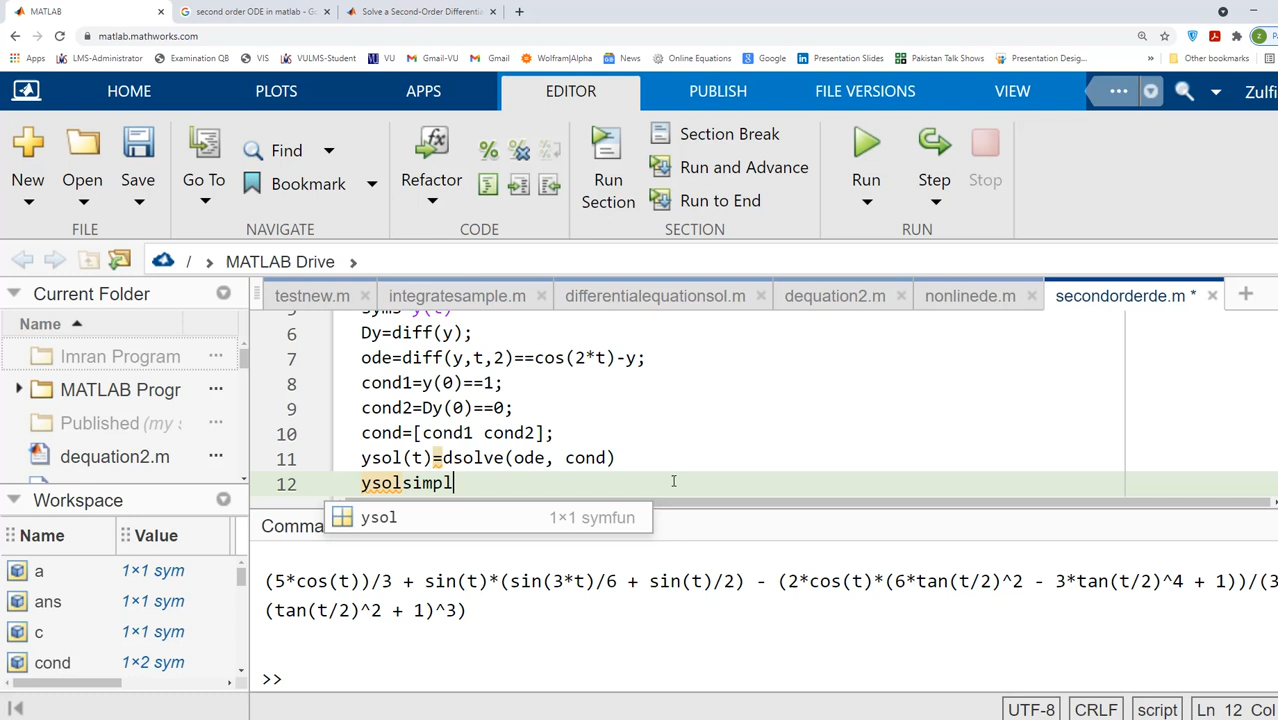 MATLAB
second order ODE in matlab - Go
Solve a Second-Order Differenti
matlab.mathworks.com
Apps
LMS-Administrator
Examination QB
VIS
VULMS-Student
VU
Gmail-VU
Gmail
Wolfram|Alpha
News
Online Equations
Google
Presentation Slides
Pakistan Talk Shows
Presentation Desig...
»
Other bookmarks
HOME
PLOTS
APPS
EDITOR
PUBLISH
FILE VERSIONS
VIEW
Zulfi
New
Open
Save
FILE
Go To
Find
Bookmark
NAVIGATE
Refactor
CODE
Run Section
Section Break
Run and Advance
Run to End
SECTION
Run
Step
Stop
RUN
/ MATLAB Drive
Current Folder
testnew.m
integratesample.m
differentialequationsol.m
dequation2.m
nonlinede.m
secondorderde.m *
Name
Imran Program
MATLAB Progr
Published (my s
dequation2.m
5 syms y(t)
6 Dy=diff(y);
7 ode=diff(y,t,2)==cos(2*t)-y;
8 cond1=y(0)==1;
9 cond2=Dy(0)==0;
10 cond=[cond1 cond2];
11 ysol(t)=dsolve(ode, cond)
12 ysolsimpl
ysol 1×1 symfun
Workspace
Name Value
a 1×1 sym
ans 1×1 sym
c 1×1 sym
cond 1×2 sym
Comma
(5*cos(t))/3 + sin(t)*(sin(3*t)/6 + sin(t)/2) - (2*cos(t)*(6*tan(t/2)^2 - 3*tan(t/2)^4 + 1))/(3
(tan(t/2)^2 + 1)^3)
>>
UTF-8
CRLF
script
Ln 12 Col